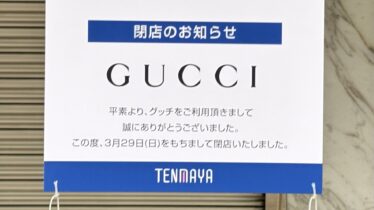 閉店のお知らせ
GUCCI
平素より、グッチをご利用頂きまして
誠にありがとうございました。
この度、3月29日(日)をもちまして閉店いたしました。
TENMAYA